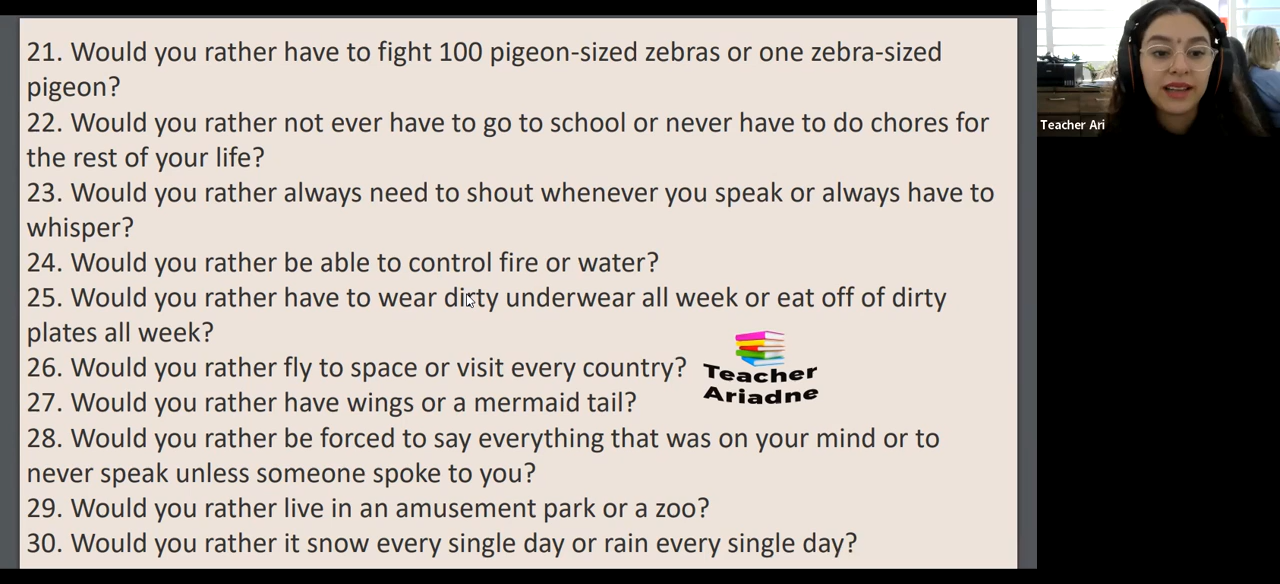 21. Would you rather have to fight 100 pigeon-sized zebras or one zebra-sized
pigeon?
22. Would you rather not ever have to go to school or never have to do chores for
the rest of your life?
23. Would you rather always need to shout whenever you speak or always have to
whisper?
24. Would you rather be able to control fire or water?
25. Would you rather have to wear dirty underwear all week or eat off of dirty
plates all week?
26. Would you rather fly to space or visit every country?
27. Would you rather have wings or a mermaid tail?
28. Would you rather be forced to say everything that was on your mind or to
never speak unless someone spoke to you?
29. Would you rather live in an amusement park or a zoo?
30. Would you rather it snow every single day or rain every single day?
Teacher
Ariadne
Teacher Ari